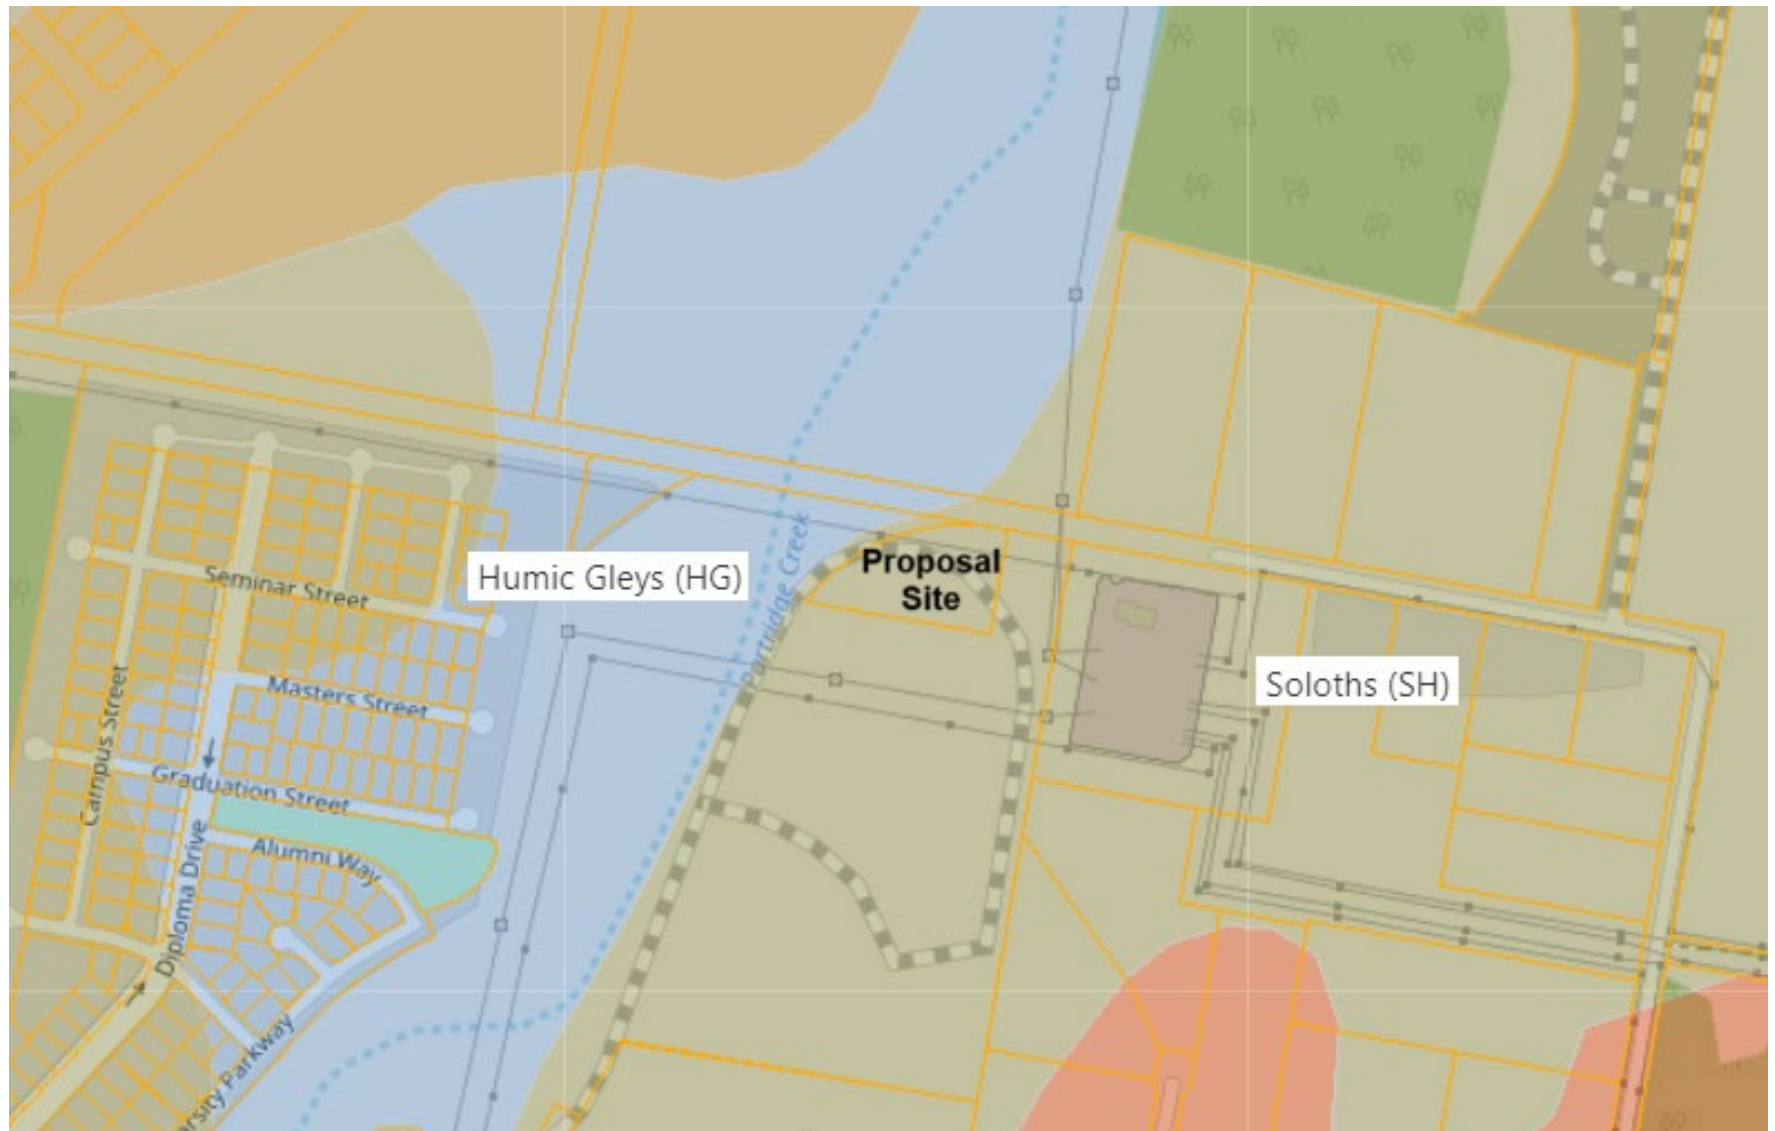 Partridge Creek
Proposal
Site
Humic Gleys (HG)
Seminar Street
Soloths (SH)
Masters Street
Campus Street
Graduation Street
Alumni Way
Diploma Drive
Parkway